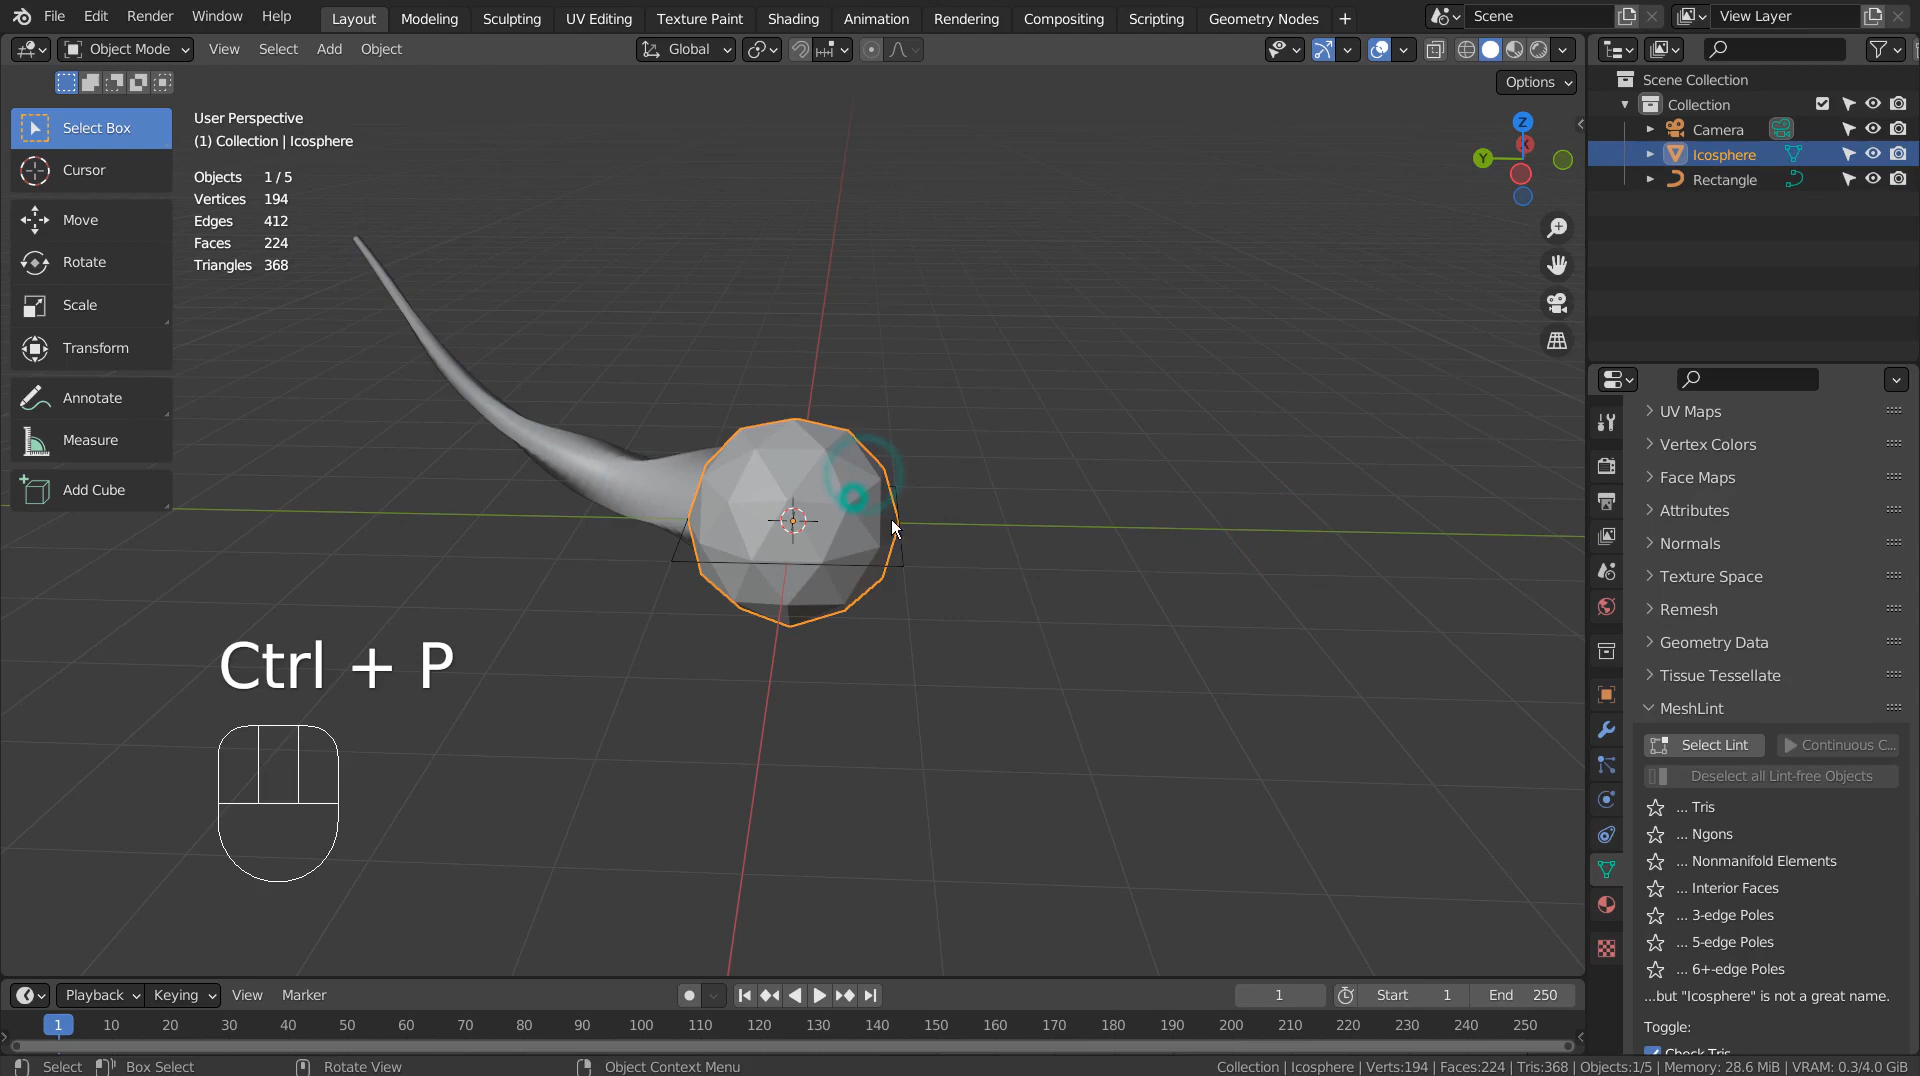 File Edit Render Window Help Layout Modeling Sculpting UV Editing Texture Paint Shading Animation Rendering Compositing Scripting Geometry Nodes + Scene View Layer
Object Mode View Select Add Object Global
Options
Select Box
Cursor
Move
Rotate
Scale
Transform
Annotate
Measure
Add Cube
User Perspective
(1) Collection | Icosphere
Objects 1 / 5
Vertices 194
Edges 412
Faces 224
Triangles 368
Z
X
Y
Ctrl + P
Scene Collection
Collection
Camera
Icosphere
Rectangle
UV Maps
Vertex Colors
Face Maps
Attributes
Normals
Texture Space
Remesh
Geometry Data
Tissue Tessellate
MeshLint
Select Lint Continuous C...
Deselect all Lint-free Objects
... Tris
... Ngons
... Nonmanifold Elements
... Interior Faces
... 3-edge Poles
... 5-edge Poles
... 6+-edge Poles
...but "Icosphere" is not a great name.
Toggle:
Check Tris
Playback Keying View Marker 1 Start 1 End 250
1 10 20 30 40 50 60 70 80 90 100 110 120 130 140 150 160 170 180 190 200 210 220 230 240 250
Select Box Select Rotate View Object Context Menu Collection | Icosphere | Verts:194 | Faces:224 | Tris:368 | Objects:1/5 | Memory: 28.6 MiB | VRAM: 0.3/4.0 GiB